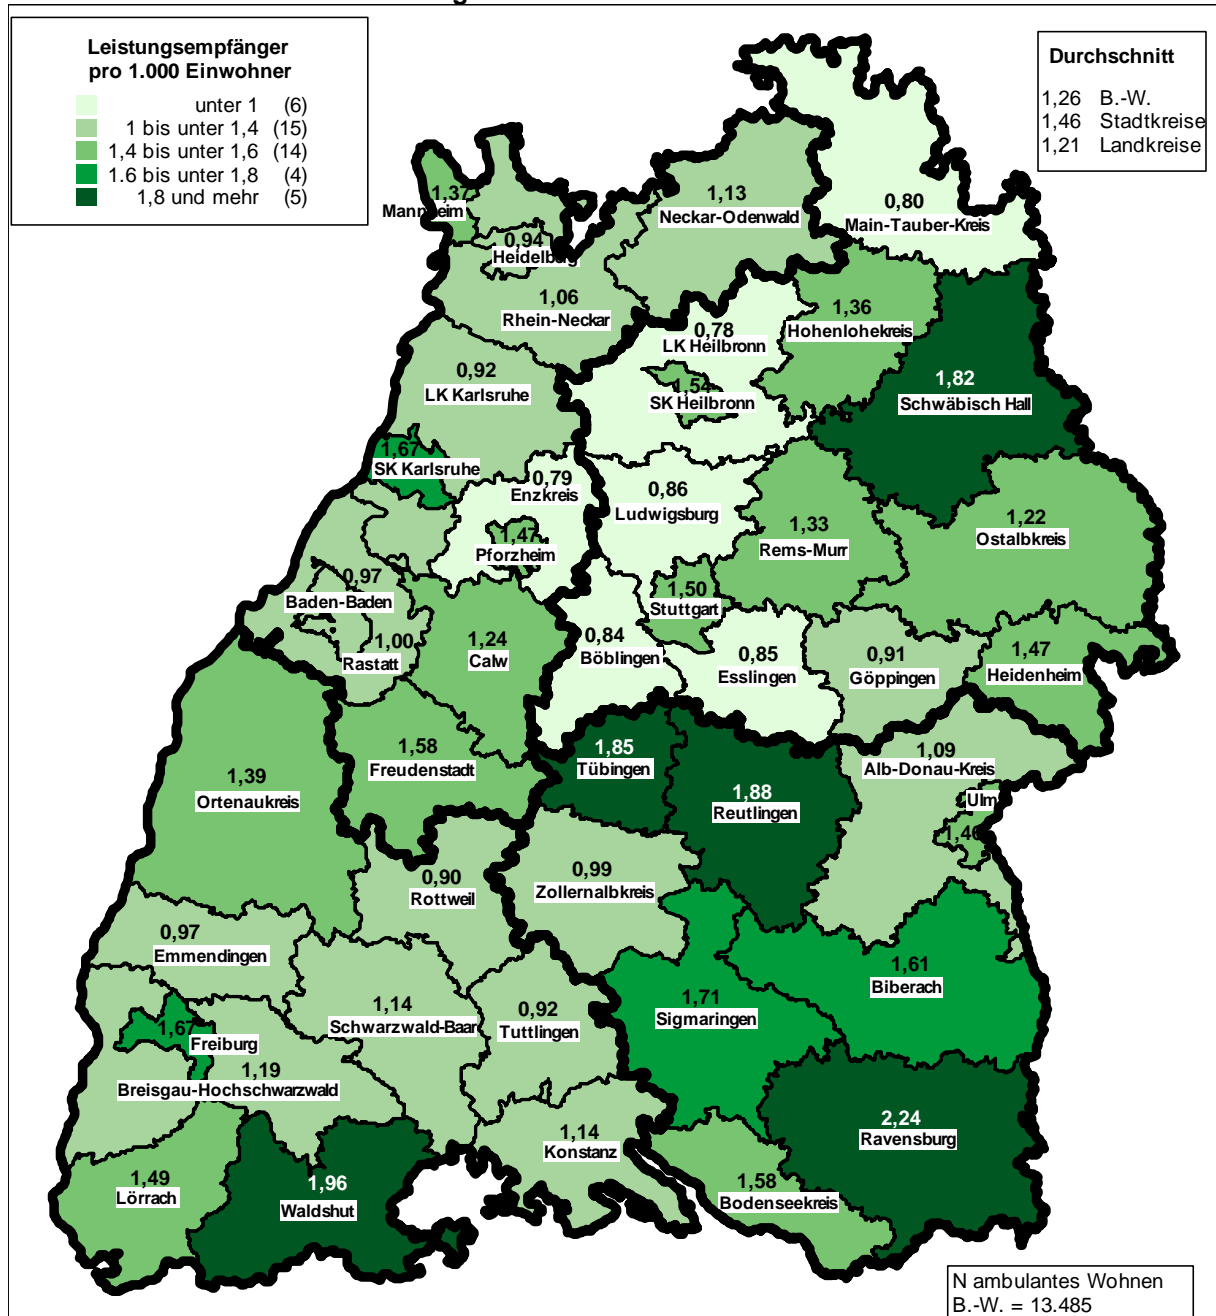 Leistungsempfänger
pro 1.000 Einwohner
unter 1 (6)
1 bis unter 1,4 (15)
1,4 bis unter 1,6 (14)
1.6 bis unter 1,8 (4)
1,8 und mehr (5)
Durchschnitt
1,26 B.-W.
1,46 Stadtkreise
1,21 Landkreise
1,37
Mannheim
0,94
Heidelberg
1,06
Rhein-Neckar
1,13
Neckar-Odenwald
0,80
Main-Tauber-Kreis
0,78
LK Heilbronn
1,54
SK Heilbronn
1,36
Hohenlohekreis
1,82
Schwäbisch Hall
0,92
LK Karlsruhe
1,67
SK Karlsruhe
0,79
Enzkreis
1,47
Pforzheim
0,86
Ludwigsburg
1,33
Rems-Murr
1,22
Ostalbkreis
0,97
Baden-Baden
1,00
Rastatt
1,24
Calw
0,84
Böblingen
1,50
Stuttgart
0,85
Esslingen
0,91
Göppingen
1,47
Heidenheim
1,39
Ortenaukreis
1,58
Freudenstadt
1,85
Tübingen
1,88
Reutlingen
1,09
Alb-Donau-Kreis
Ulm
1,46
0,90
Rottweil
0,99
Zollernalbkreis
0,97
Emmendingen
1,14
Schwarzwald-Baar
0,92
Tuttlingen
1,71
Sigmaringen
1,61
Biberach
1,67
Freiburg
1,19
Breisgau-Hochschwarzwald
1,49
Lörrach
1,96
Waldshut
1,14
Konstanz
1,58
Bodenseekreis
2,24
Ravensburg
N ambulantes Wohnen
B.-W. = 13.485